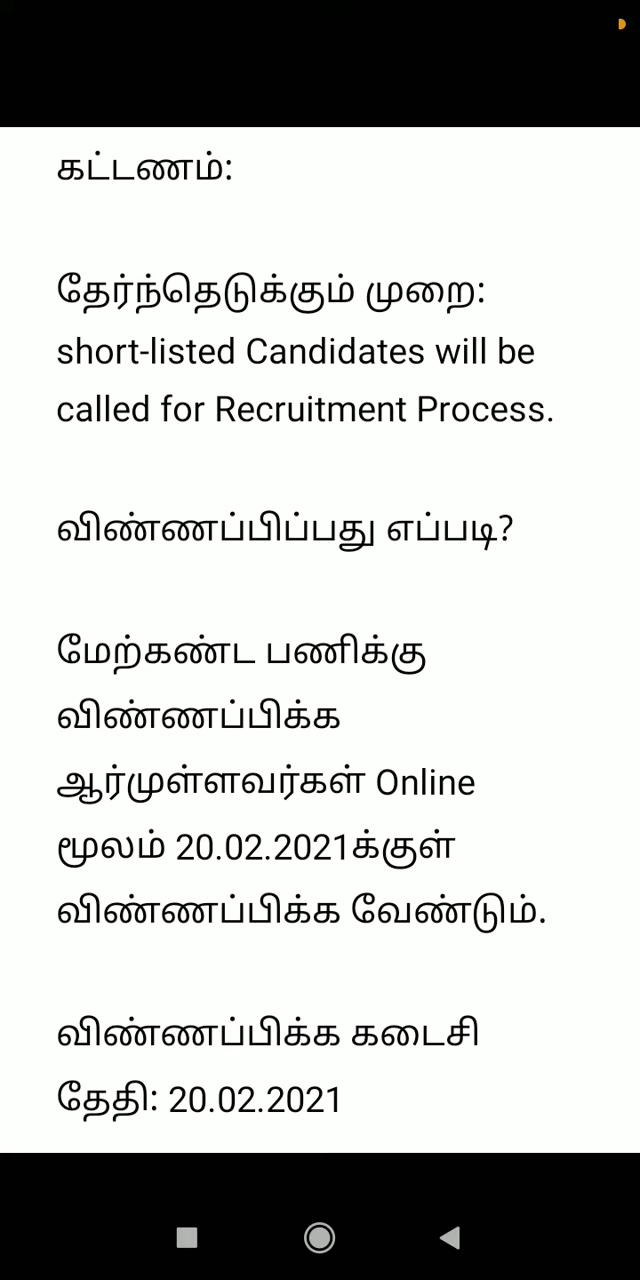 கட்டணம்:
தேர்ந்தெடுக்கும் முறை:
short-listed Candidates will be
called for Recruitment Process.
விண்ணப்பிப்பது எப்படி?
மேற்கண்ட பணிக்கு
விண்ணப்பிக்க
ஆர்முள்ளவர்கள் Online
மூலம் 20.02.2021க்குள்
விண்ணப்பிக்க வேண்டும்.
விண்ணப்பிக்க கடைசி
தேதி: 20.02.2021